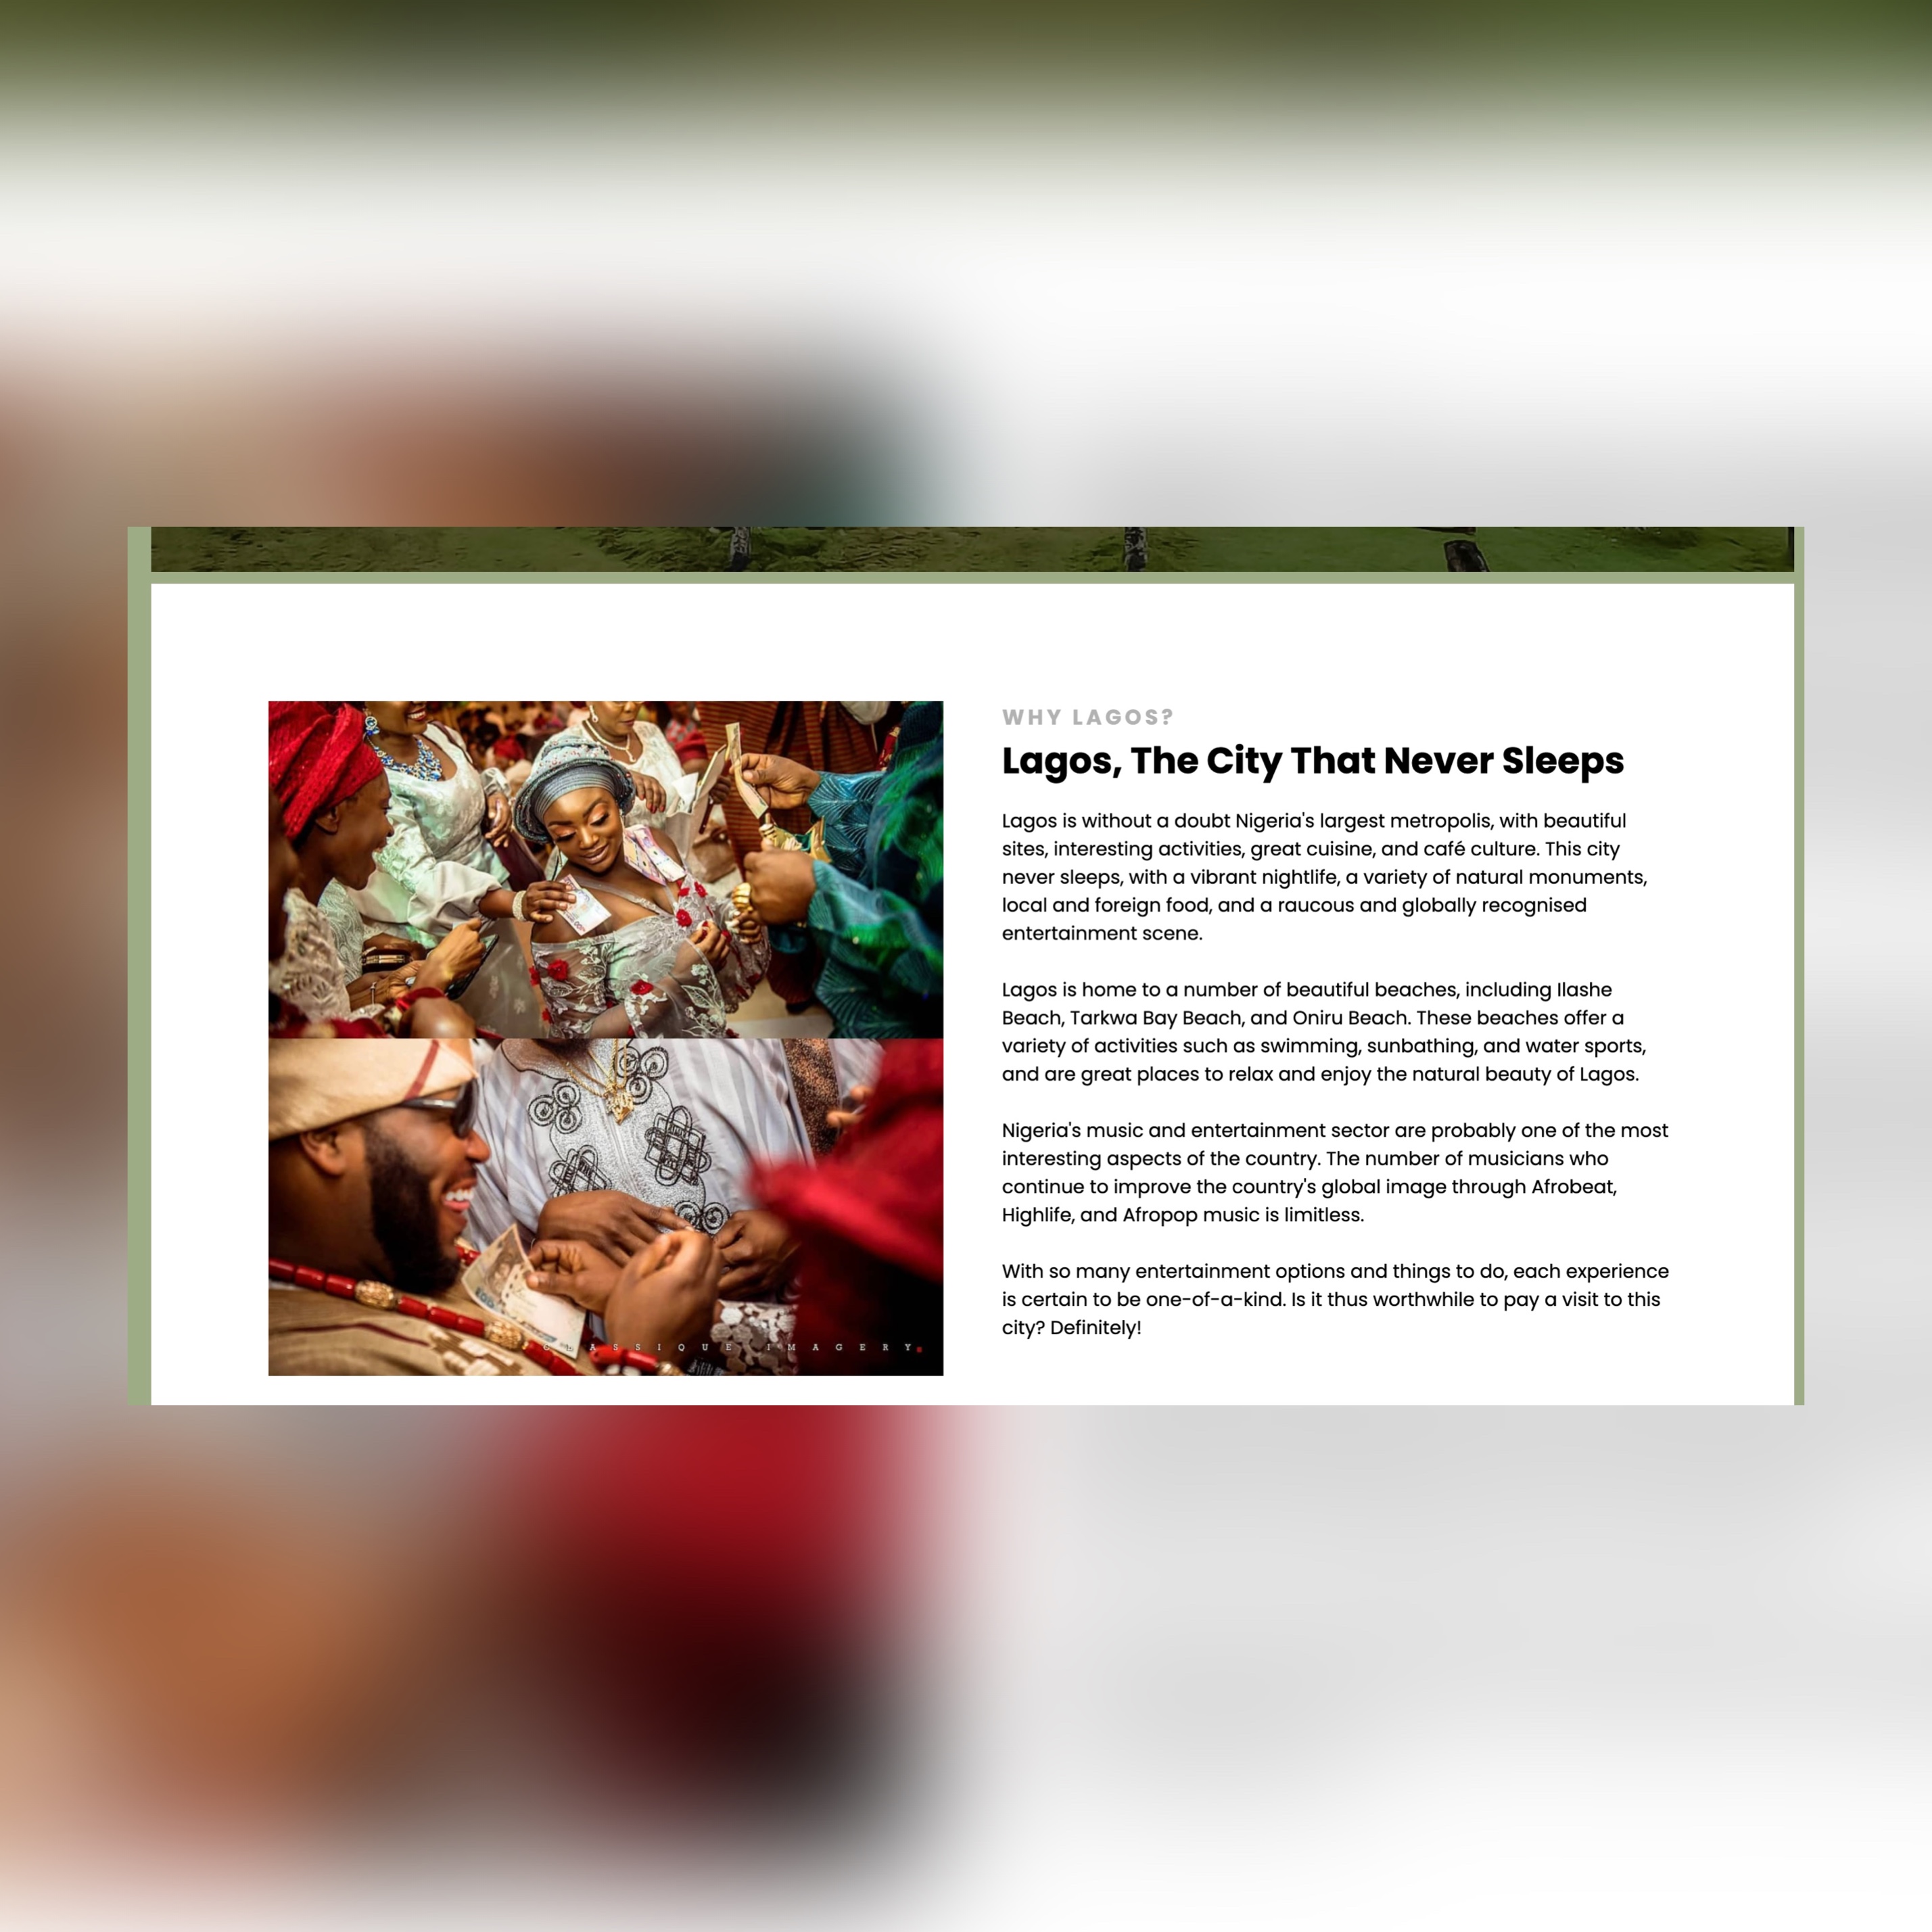 WHY LAGOS?
Lagos, The City That Never Sleeps
Lagos is without a doubt Nigeria's largest metropolis, with beautiful
sites, interesting activities, great cuisine, and café culture. This city
never sleeps, with a vibrant nightlife, a variety of natural monuments,
local and foreign food, and a raucous and globally recognised
entertainment scene.
Lagos is home to a number of beautiful beaches, including Ilashe
Beach, Tarkwa Bay Beach, and Oniru Beach. These beaches offer a
variety of activities such as swimming, sunbathing, and water sports,
and are great places to relax and enjoy the natural beauty of Lagos.
Nigeria's music and entertainment sector are probably one of the most
interesting aspects of the country. The number of musicians who
continue to improve the country's global image through Afrobeat,
Highlife, and Afropop music is limitless.
With so many entertainment options and things to do, each experience
is certain to be one-of-a-kind. Is it thus worthwhile to pay a visit to this
city? Definitely!
IMAGERY.